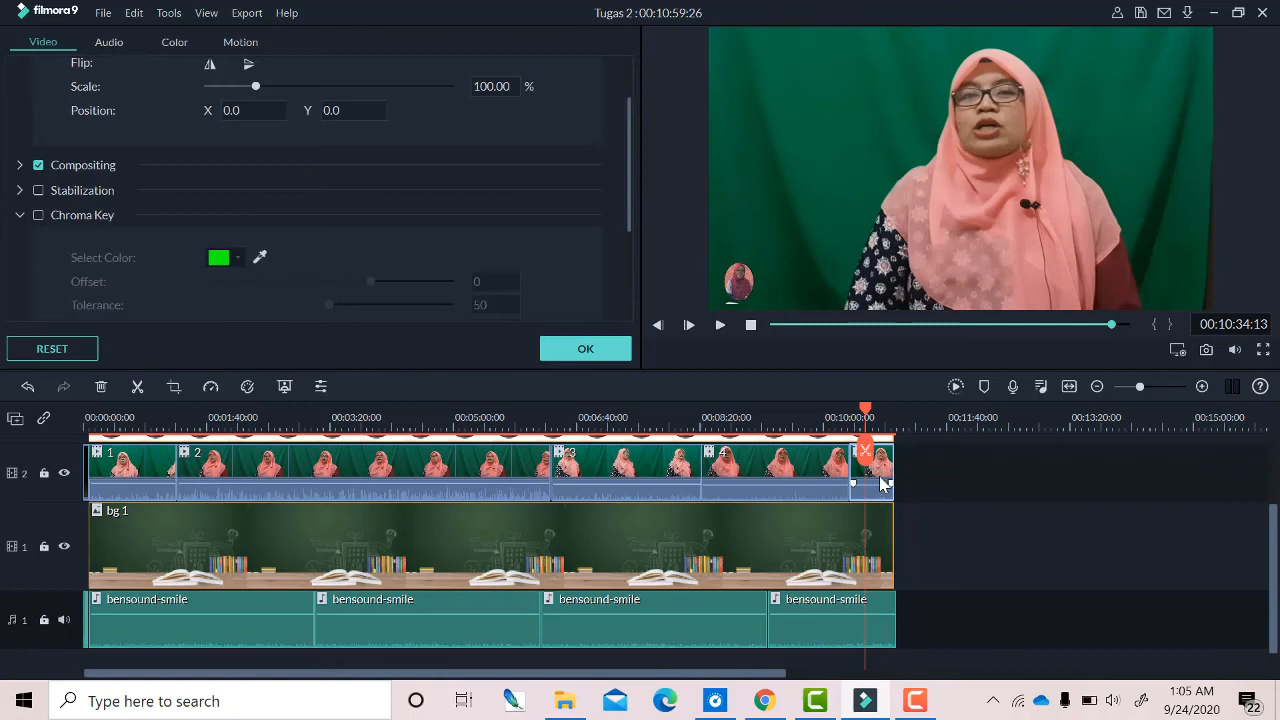 filmora9 File Edit Tools View Export Help Tugas 2 : 00:10:59:26
Video Audio Color Motion
Flip:
Scale: 100.00 %
Position: X 0.0 Y 0.0
Compositing
Stabilization
Chroma Key
Select Color:
Offset: 0
Tolerance: 50
RESET OK
00:10:34:13
00:00:00:00 00:01:40:00 00:03:20:00 00:05:00:00 00:06:40:00 00:08:20:00 00:10:00:00 00:11:40:00 00:13:20:00 00:15:00:00
2 1 2 3 4
1 bg 1
1 bensound-smile bensound-smile bensound-smile bensound-smile
Type here to search
1:05 AM
9/24/2020
22